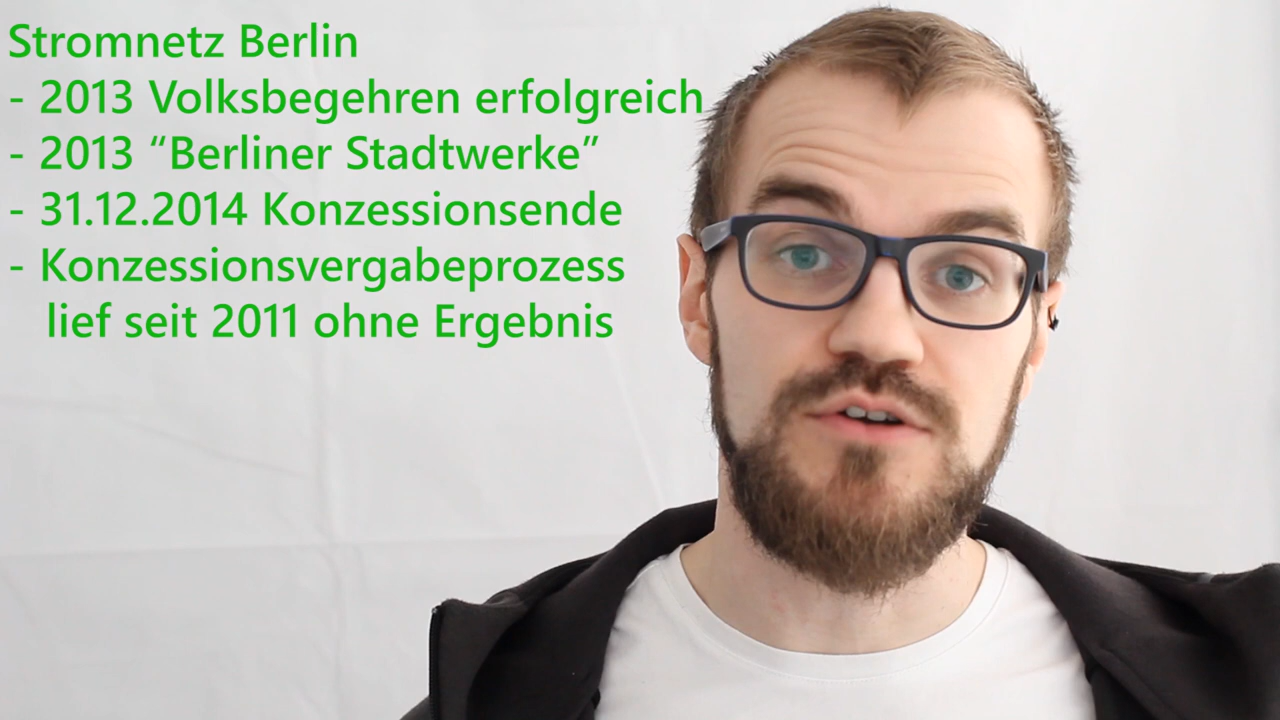 Stromnetz Berlin
- 2013 Volksbegehren erfolgreich
- 2013 “Berliner Stadtwerke”
- 31.12.2014 Konzessionsende
- Konzessionsvergabeprozess
lief seit 2011 ohne Ergebnis